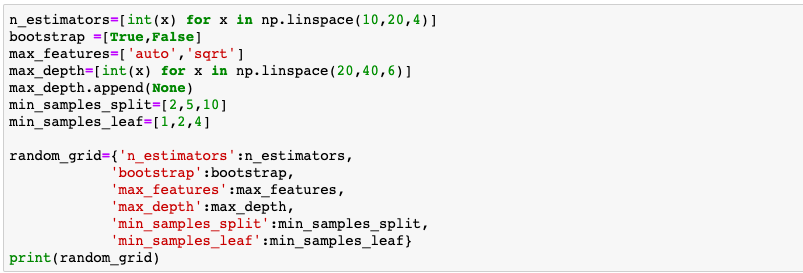 n_estimators=[int(x) for x in np.linspace(10,20,4)]
bootstrap =[True,False]
max_features=['auto','sqrt']
max_depth=[int(x) for x in np.linspace(20,40,6)]
max_depth.append(None)
min_samples_split=[2,5,10]
min_samples_leaf=[1,2,4]

random_grid={'n_estimators':n_estimators,
            'bootstrap':bootstrap,
            'max_features':max_features,
            'max_depth':max_depth,
            'min_samples_split':min_samples_split,
            'min_samples_leaf':min_samples_leaf}
print(random_grid)